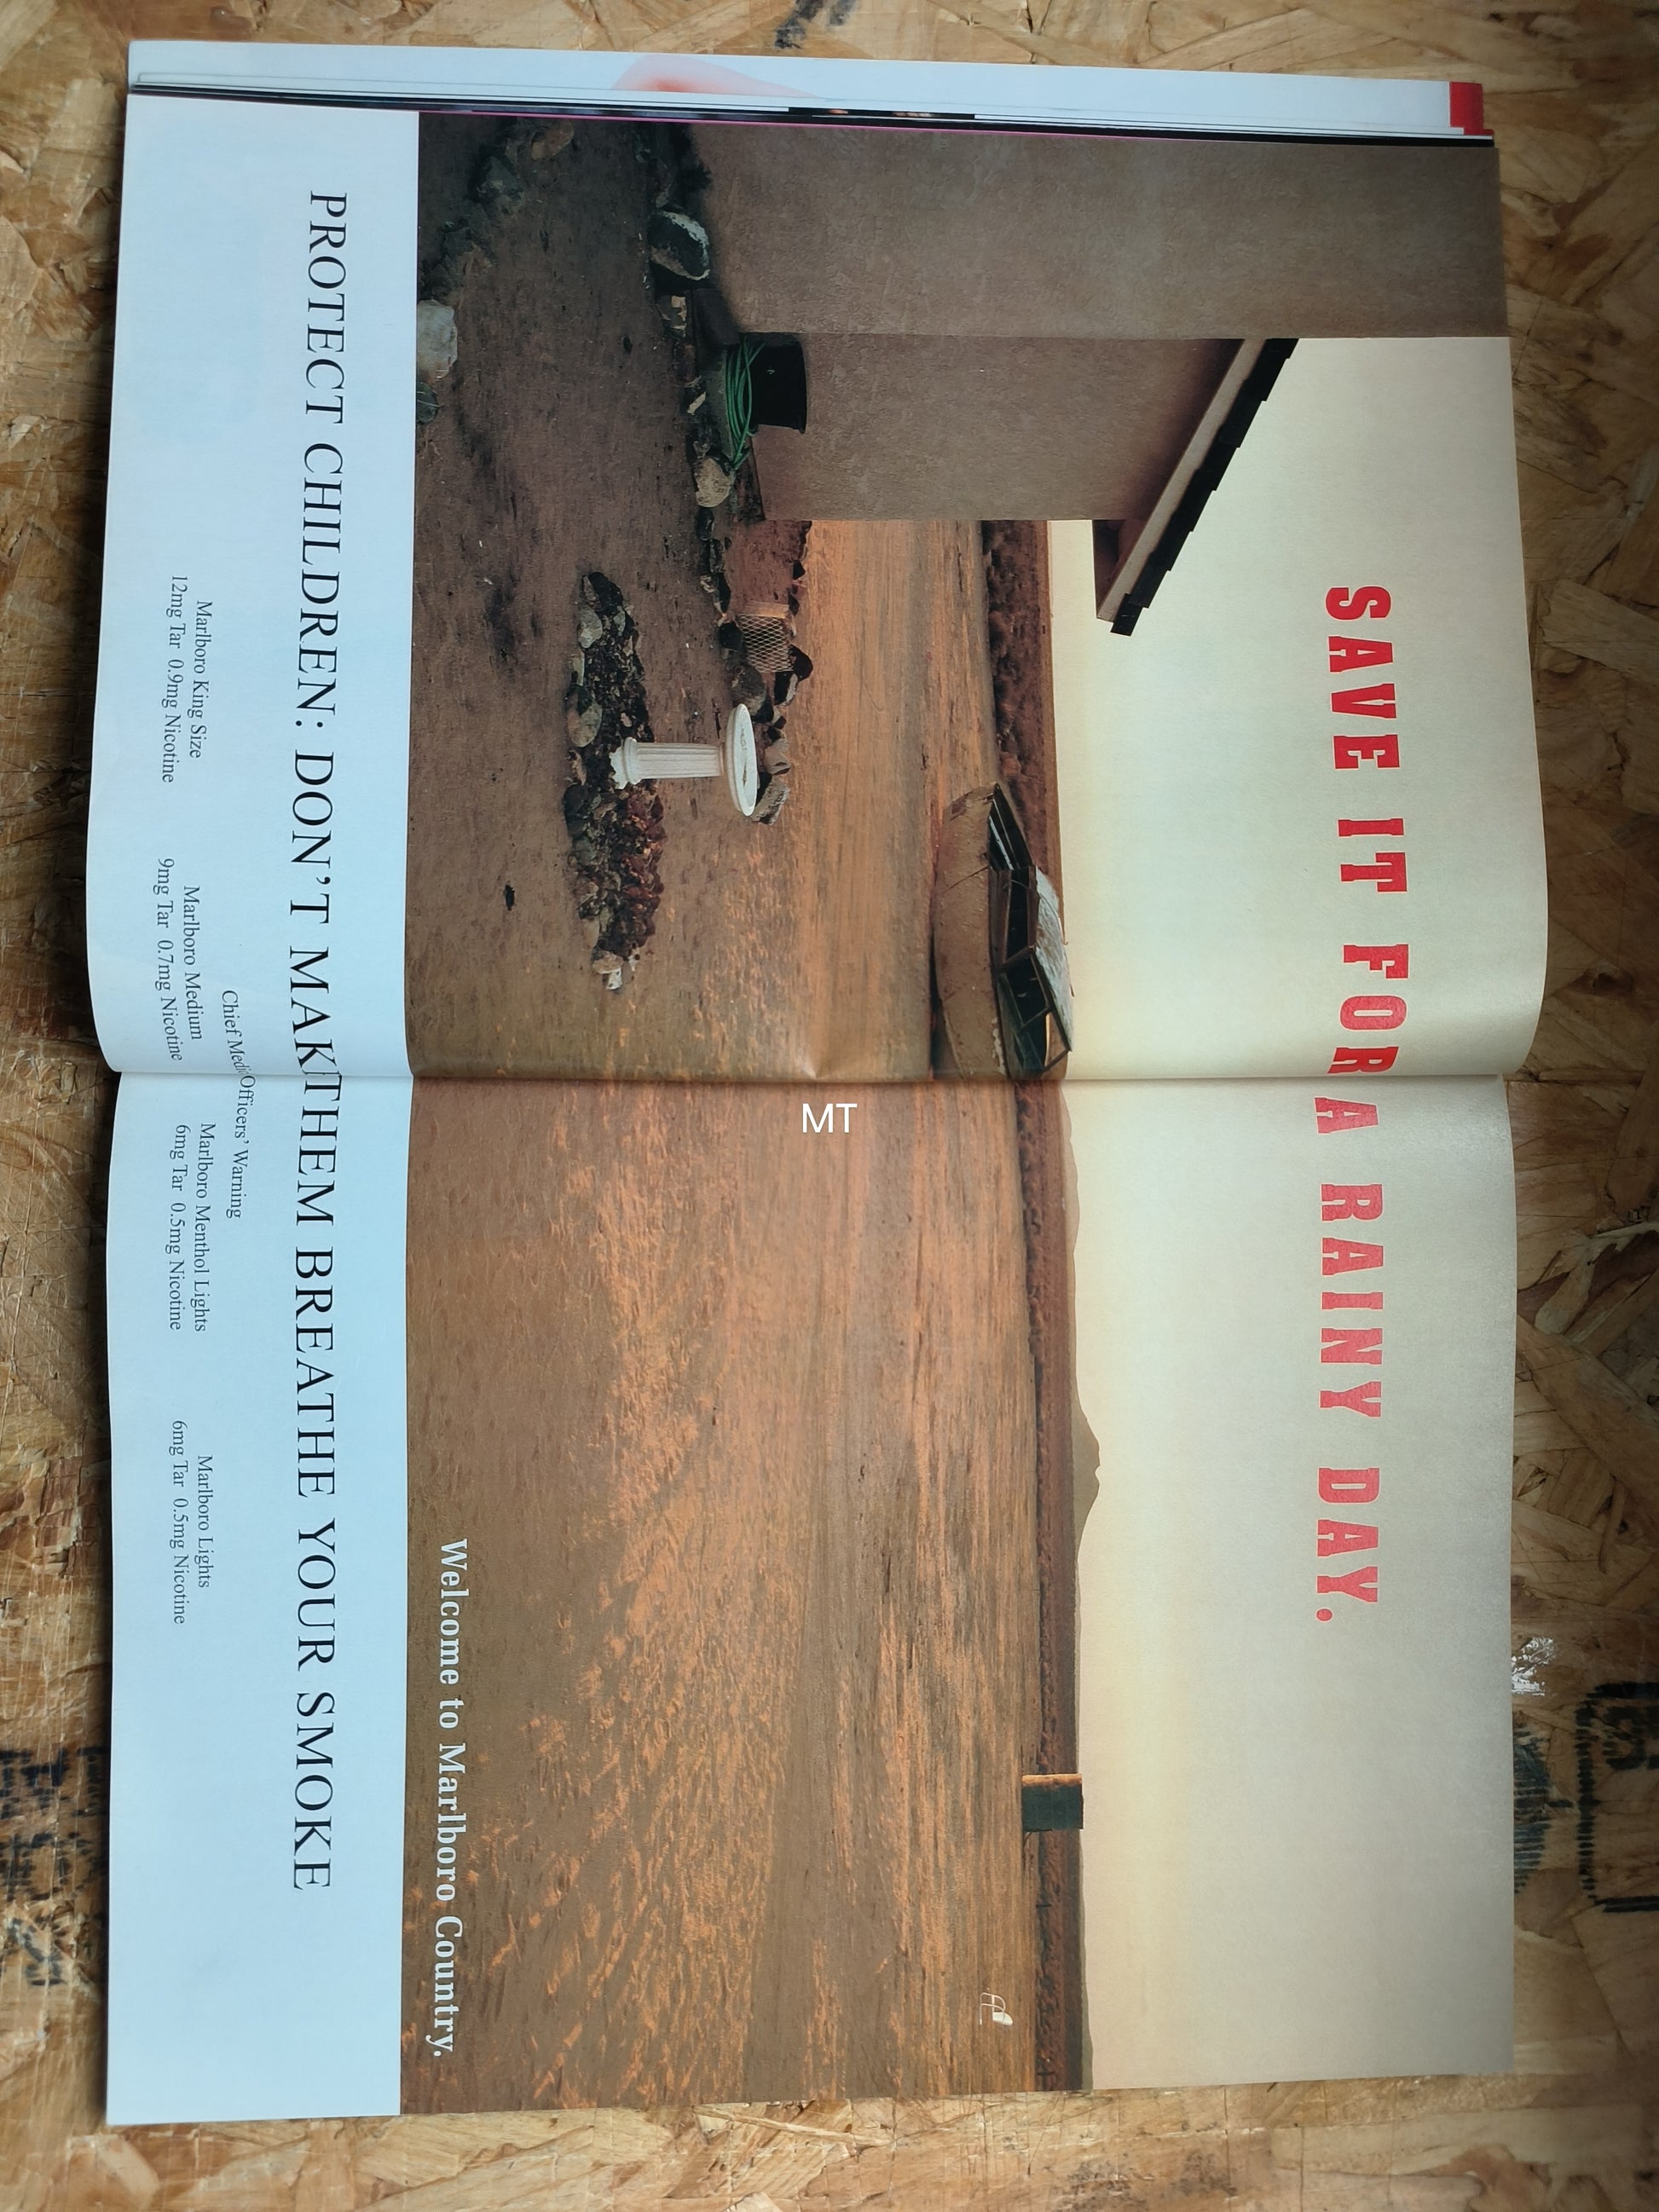 SAVE IT FOR A RAINY DAY.
MT
Welcome to Marlboro Country.
PROTECT CHILDREN: DON'T MAK THEM BREATHE YOUR SMOKE
Chief Medi Officers' Warning
Marlboro King Size
12mg Tar 0.9mg Nicotine
Marlboro Medium
9mg Tar 0.7mg Nicotine
Marlboro Menthol Lights
6mg Tar 0.5mg Nicotine
Marlboro Lights
6mg Tar 0.5mg Nicotine